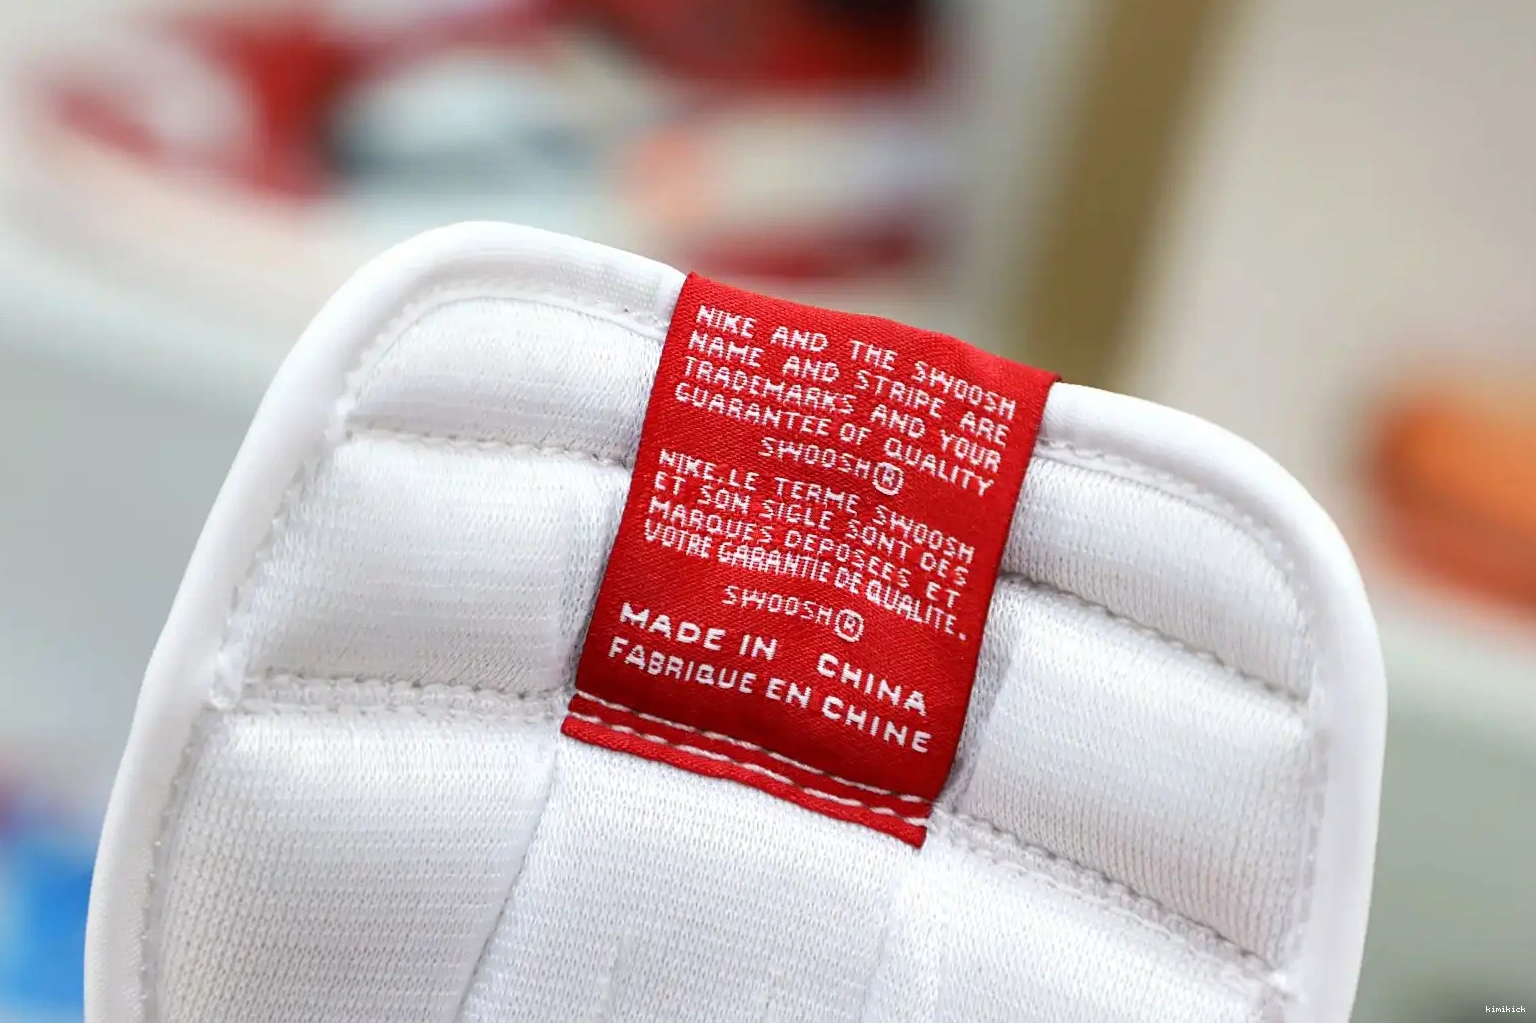 NIKE AND THE SWOOSH
NAME AND STRIPE ARE
TRADEMARKS AND YOUR
GUARANTEE OF QUALITY
SWOOSH®
NIKE.LE TERME SWOOSH
ET SON SIGLE SONT DES
MARQUES DEPOSEES ET
VOTRE GARANTIE DE QUALITE.
SWOOSH®
MADE IN CHINA
FABRIQUE EN CHINE
kimikick